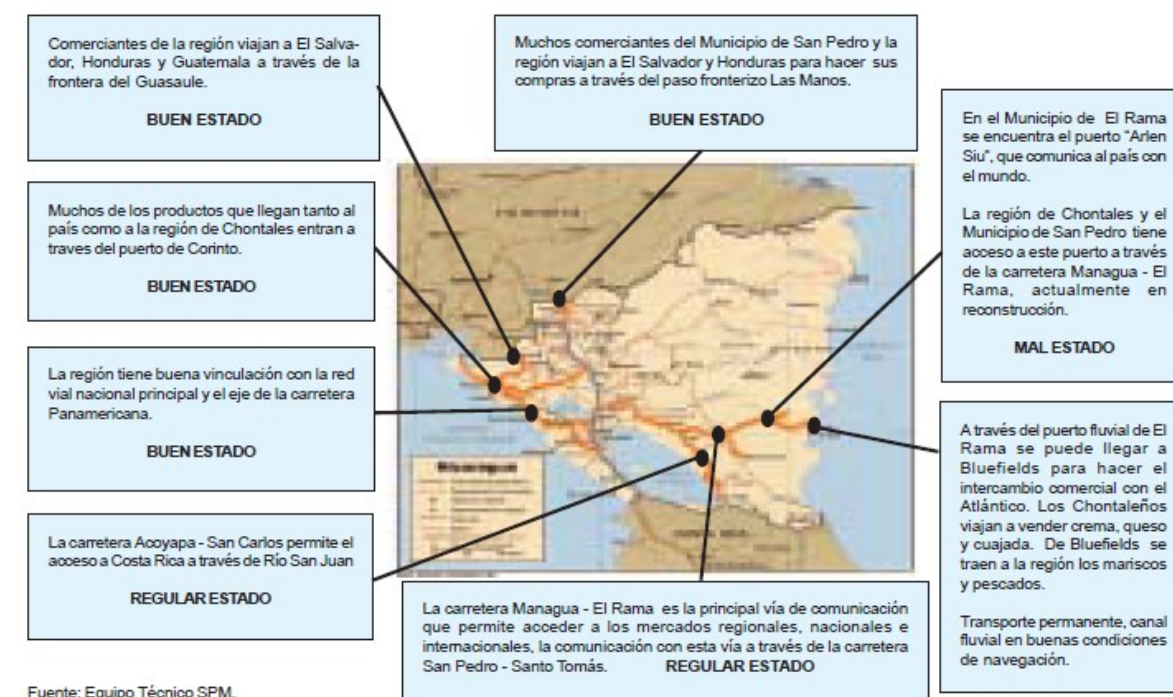 Comerciantes de la región viajan a El Salva-
dor, Honduras y Guatemala a través de la
frontera del Guasaule.
BUEN ESTADO
Muchos comerciantes del Municipio de San Pedro y la
región viajan a El Salvador y Honduras para hacer sus
compras a través del paso fronterizo Las Manos.
BUEN ESTADO
En el Municipio de El Rama
se encuentra el puerto "Arlen
Siu", que comunica al país con
el mundo.
La región de Chontales y el
Municipio de San Pedro tiene
acceso a este puerto a través
de la carretera Managua - El
Rama, actualmente en
reconstrucción.
MAL ESTADO
Muchos de los productos que llegan tanto al
país como a la región de Chontales entran a
traves del puerto de Corinto.
BUEN ESTADO
La región tiene buena vinculación con la red
vial nacional principal y el eje de la carretera
Panamericana.
BUEN ESTADO
A través del puerto fluvial de El
Rama se puede llegar a
Bluefields para hacer el
intercambio comercial con el
Atlántico. Los Chontaleños
viajan a vender crema, queso
y cuajada. De Bluefields se
traen a la región los mariscos
y pescados.
Transporte permanente, canal
fluvial en buenas condiciones
de navegación.
La carretera Acoyapa - San Carlos permite el
acceso a Costa Rica a través de Río San Juan
REGULAR ESTADO
La carretera Managua - El Rama es la principal vía de comunicación
que permite acceder a los mercados regionales, nacionales e
internacionales, la comunicación con esta vía a través de la carretera
San Pedro - Santo Tomás. REGULAR ESTADO
Nicaragua
Fuente: Equipo Técnico SPM.